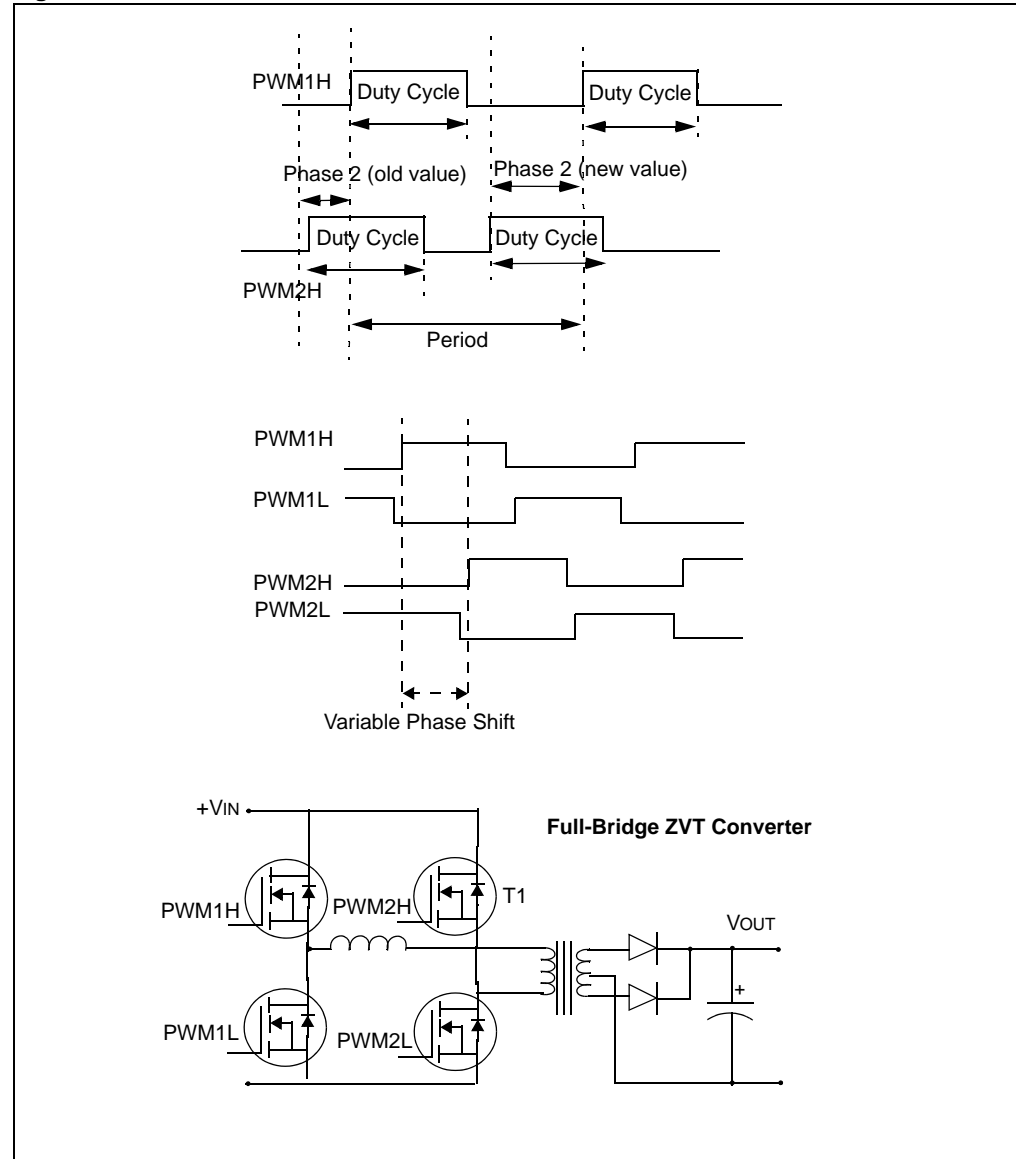 PWM1H
Duty Cycle
Duty Cycle
Phase 2 (old value)
Phase 2 (new value)
Duty Cycle
Duty Cycle
PWM2H
Period
PWM1H
PWM1L
PWM2H
PWM2L
Variable Phase Shift
+VIN
Full-Bridge ZVT Converter
T1
PWM1H
PWM2H
VOUT
+
PWM1L
PWM2L